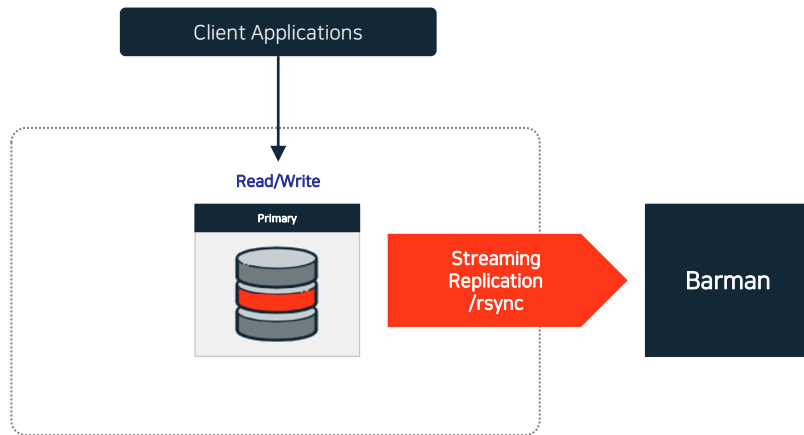 Client Applications
Read/Write
Primary
Streaming
Replication
/rsync
Barman